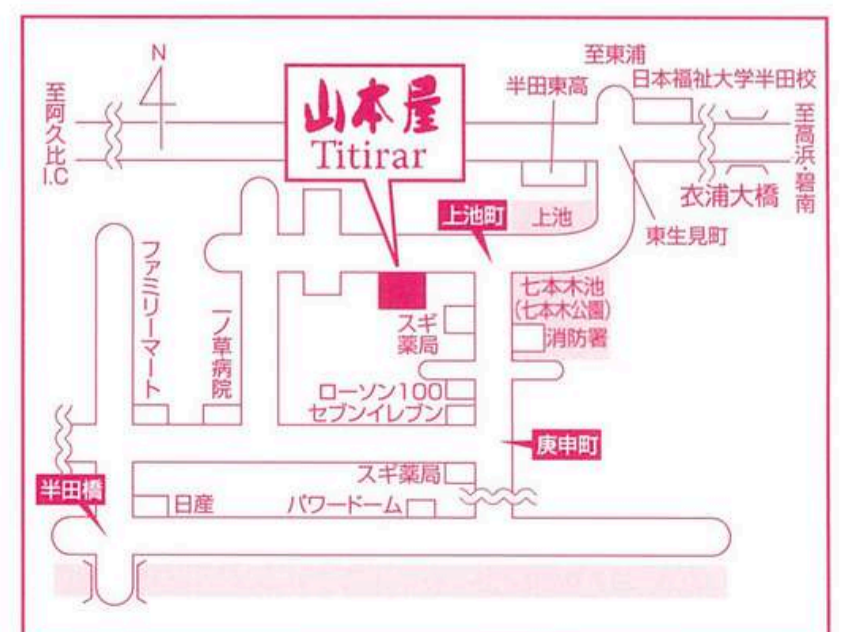 至東浦
N
日本福祉大学半田校
半田東高
至阿久比I.C
山本屋
Titirar
至高浜・碧南
衣浦大橋
上池町
上池
東生見町
ファミリーマート
一ノ草病院
七本木池
(七本木公園)
スギ
薬局
消防署
ローソン100
セブンイレブン
庚申町
スギ薬局
半田橋
日産
パワードーム